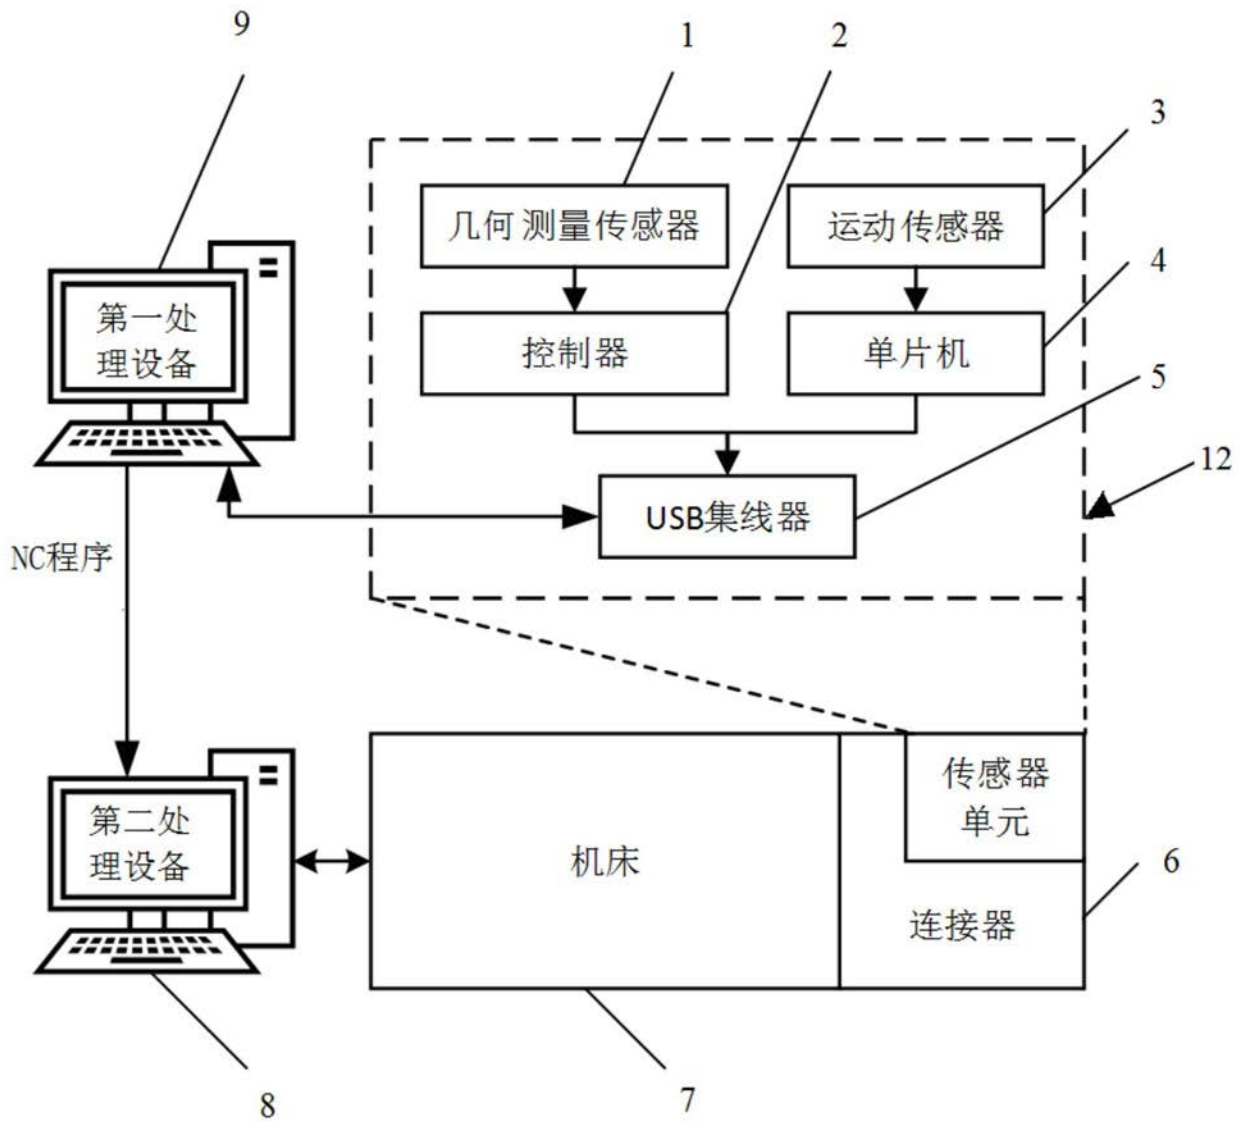 9
1
2
3
几何测量传感器
运动传感器
4
第一处
理设备
控制器
单片机
5
12
USB集线器
NC程序
传感器
单元
第二处
理设备
机床
6
连接器
8
7